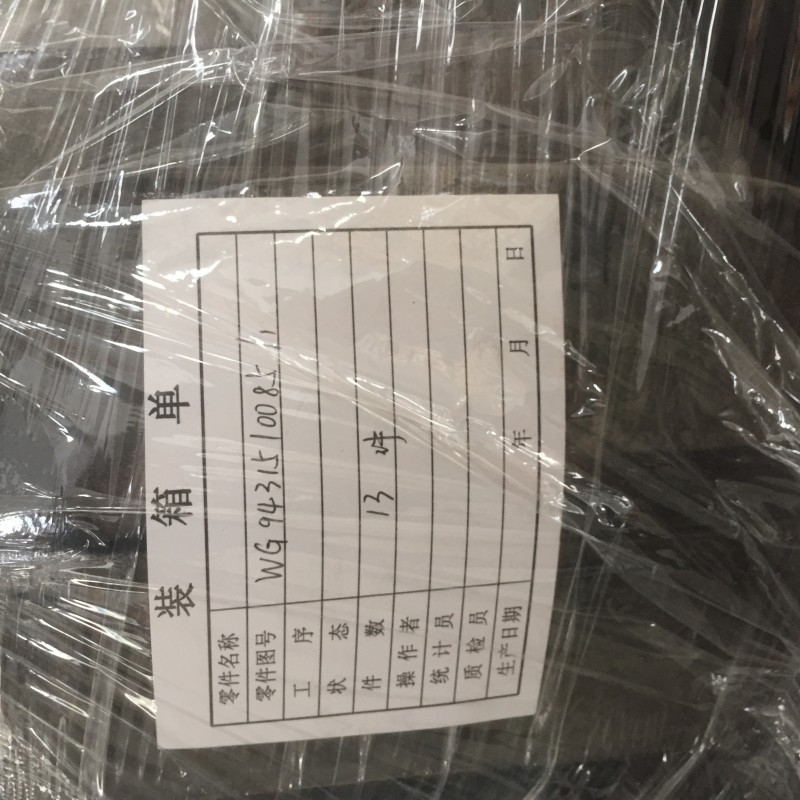 装箱单
零件名称
零件图号 WG9431510085
工序
状态
件数 13件
操作者
统计员
质检员
生产日期 年 月 日